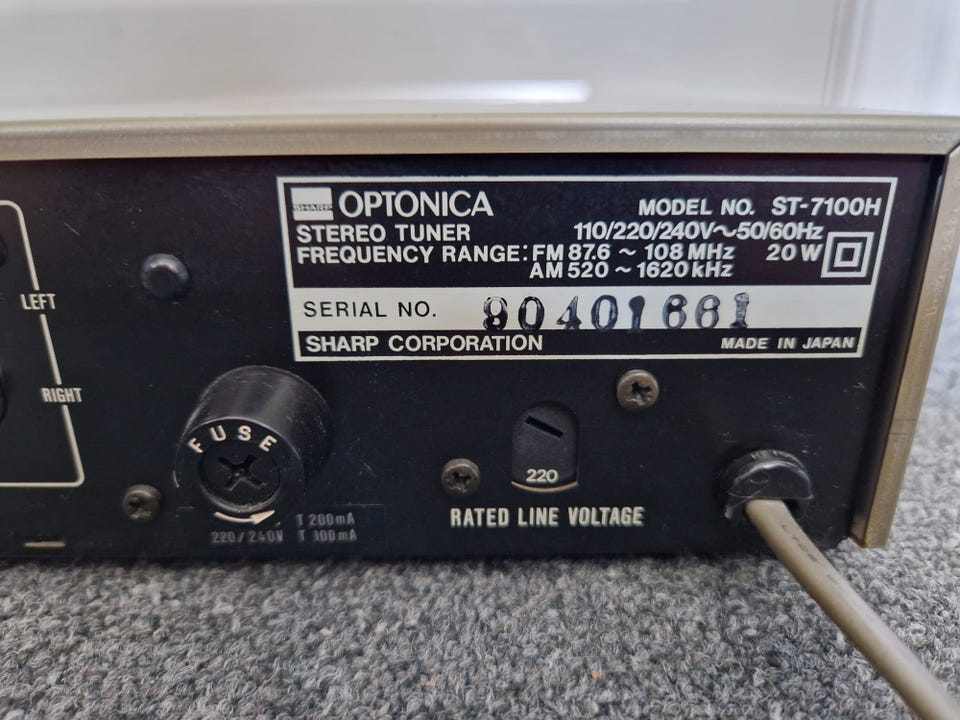 SHARP OPTONICA MODEL NO. ST-7100H
STEREO TUNER 110/220/240V~50/60Hz
FREQUENCY RANGE: FM 87.6 ~ 108 MHz 20 W
AM 520 ~ 1620 kHz
SERIAL NO. 90401661
SHARP CORPORATION MADE IN JAPAN
LEFT
RIGHT
FUSE
T 200mA
220/240V T 100mA
220
RATED LINE VOLTAGE